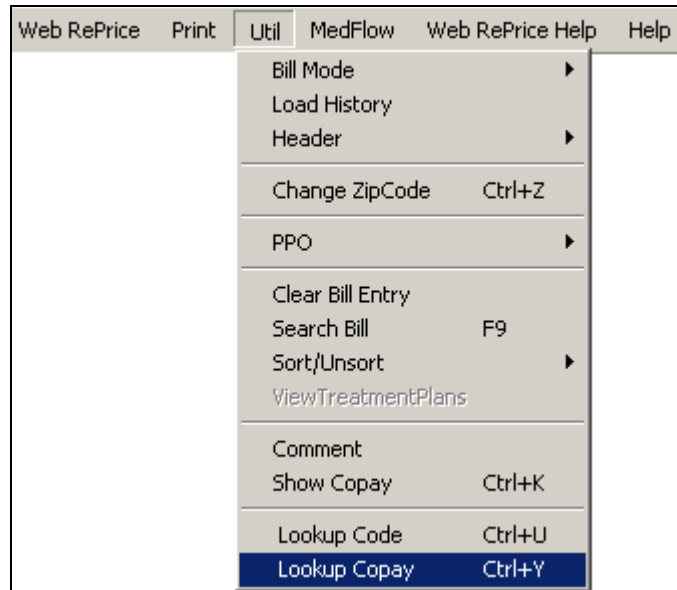 Web RePrice Print Util MedFlow Web RePrice Help Help
Bill Mode
Load History
Header
Change ZipCode Ctrl+Z
PPO
Clear Bill Entry
Search Bill F9
Sort/Unsort
ViewTreatmentPlans
Comment
Show Copay Ctrl+K
Lookup Code Ctrl+U
Lookup Copay Ctrl+Y